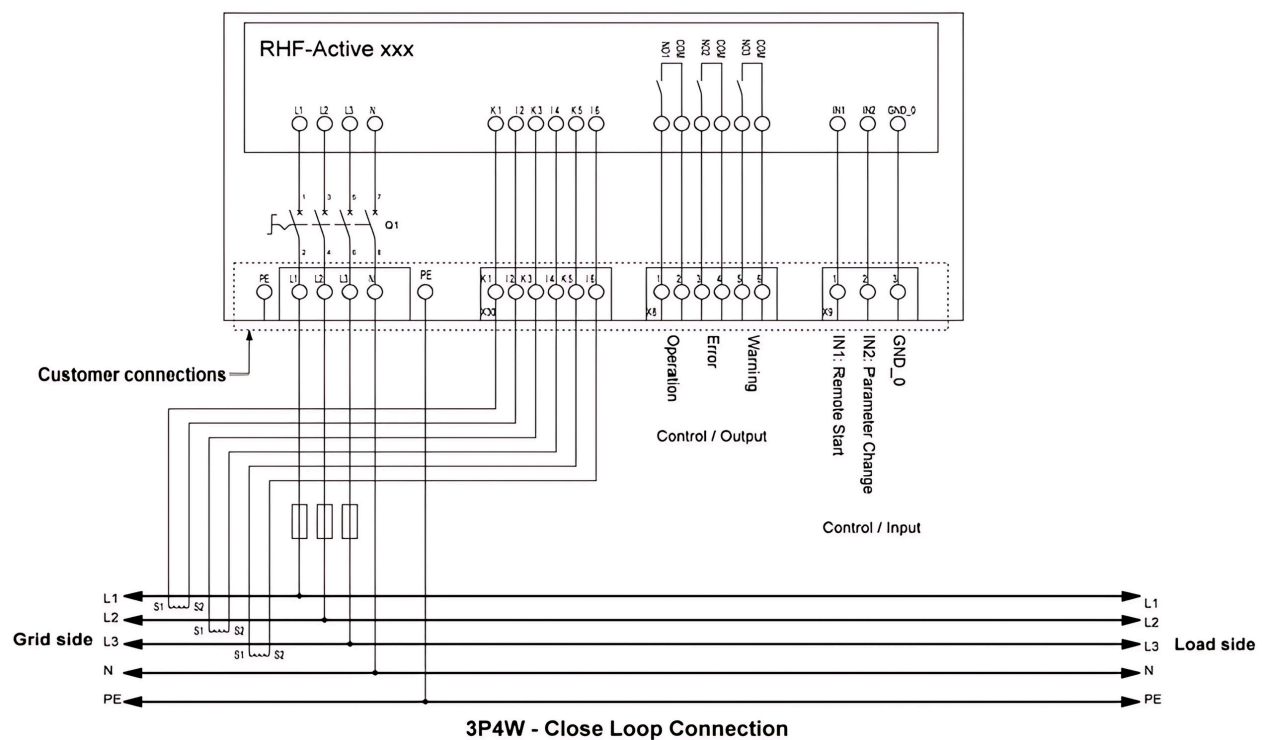 RHF-Active xxx
NO1 COM NO2 COM NO3 COM
L1 L2 L3 N K1 I2 K3 I4 K5 I6 IN1 IN2 GND_0
1 3 5 7
Q1
2 4 6 8
PE L1 L2 L3 N PE K1 I2 K3 I4 K5 I6 1 2 3 4 5 6 1 2 3
X8 X9
Operation
Error
Warning
IN1: Remote Start
IN2: Parameter Change
GND_0
Customer connections
Control / Output
Control / Input
L1 S1 S2 L1
L2 S1 S2 L2
Grid side L3 S1 S2 L3 Load side
N N
PE PE
3P4W - Close Loop Connection